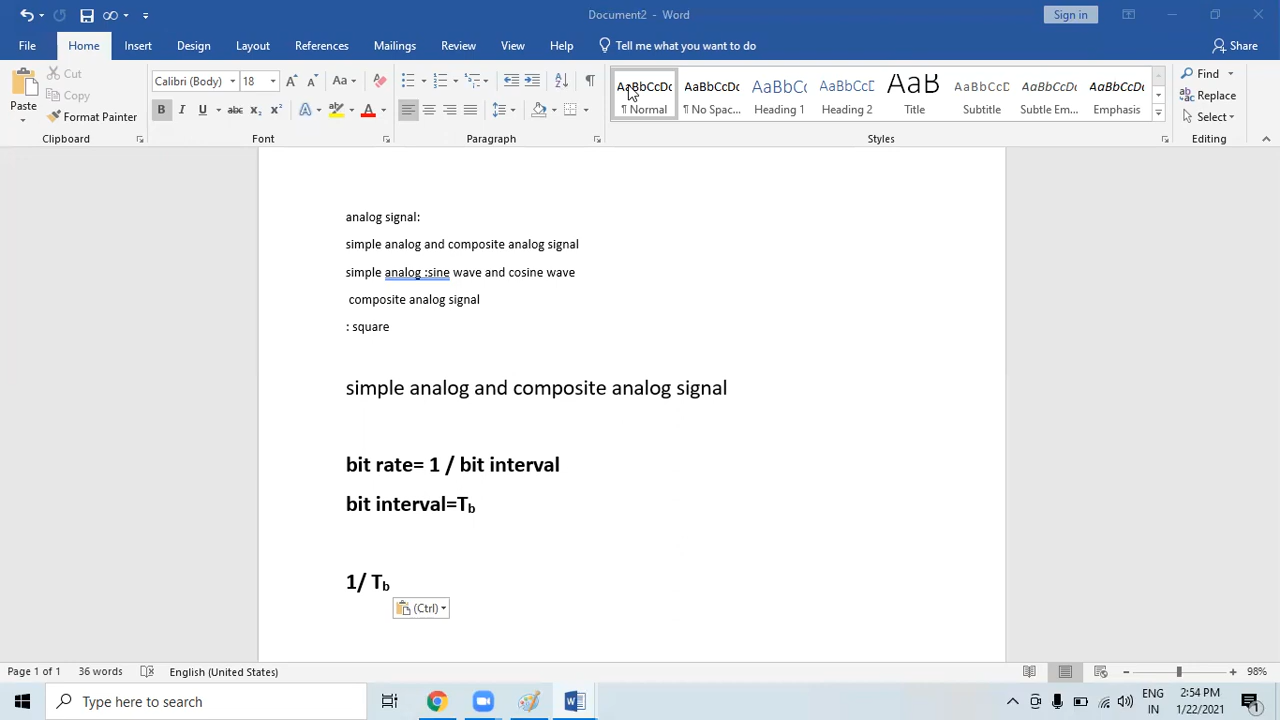 Document2 - Word
Sign in
File Home Insert Design Layout References Mailings Review View Help Tell me what you want to do Share
Paste
Cut
Copy
Format Painter
Clipboard
Calibri (Body) 18
Font
Paragraph
AaBbCcDc AaBbCcDc AaBbCc AaBbCcD AaB AaBbCcD AaBbCcDc AaBbCcDc
¶ Normal ¶ No Spac... Heading 1 Heading 2 Title Subtitle Subtle Em... Emphasis
Styles
Find
Replace
Select
Editing
analog signal:
simple analog and composite analog signal
simple analog :sine wave and cosine wave
composite analog signal
: square
simple analog and composite analog signal
bit rate= 1 / bit interval
bit interval=Tb
1/ Tb
(Ctrl)
Page 1 of 1 36 words English (United States) 98%
Type here to search
ENG
IN
2:54 PM
1/22/2021